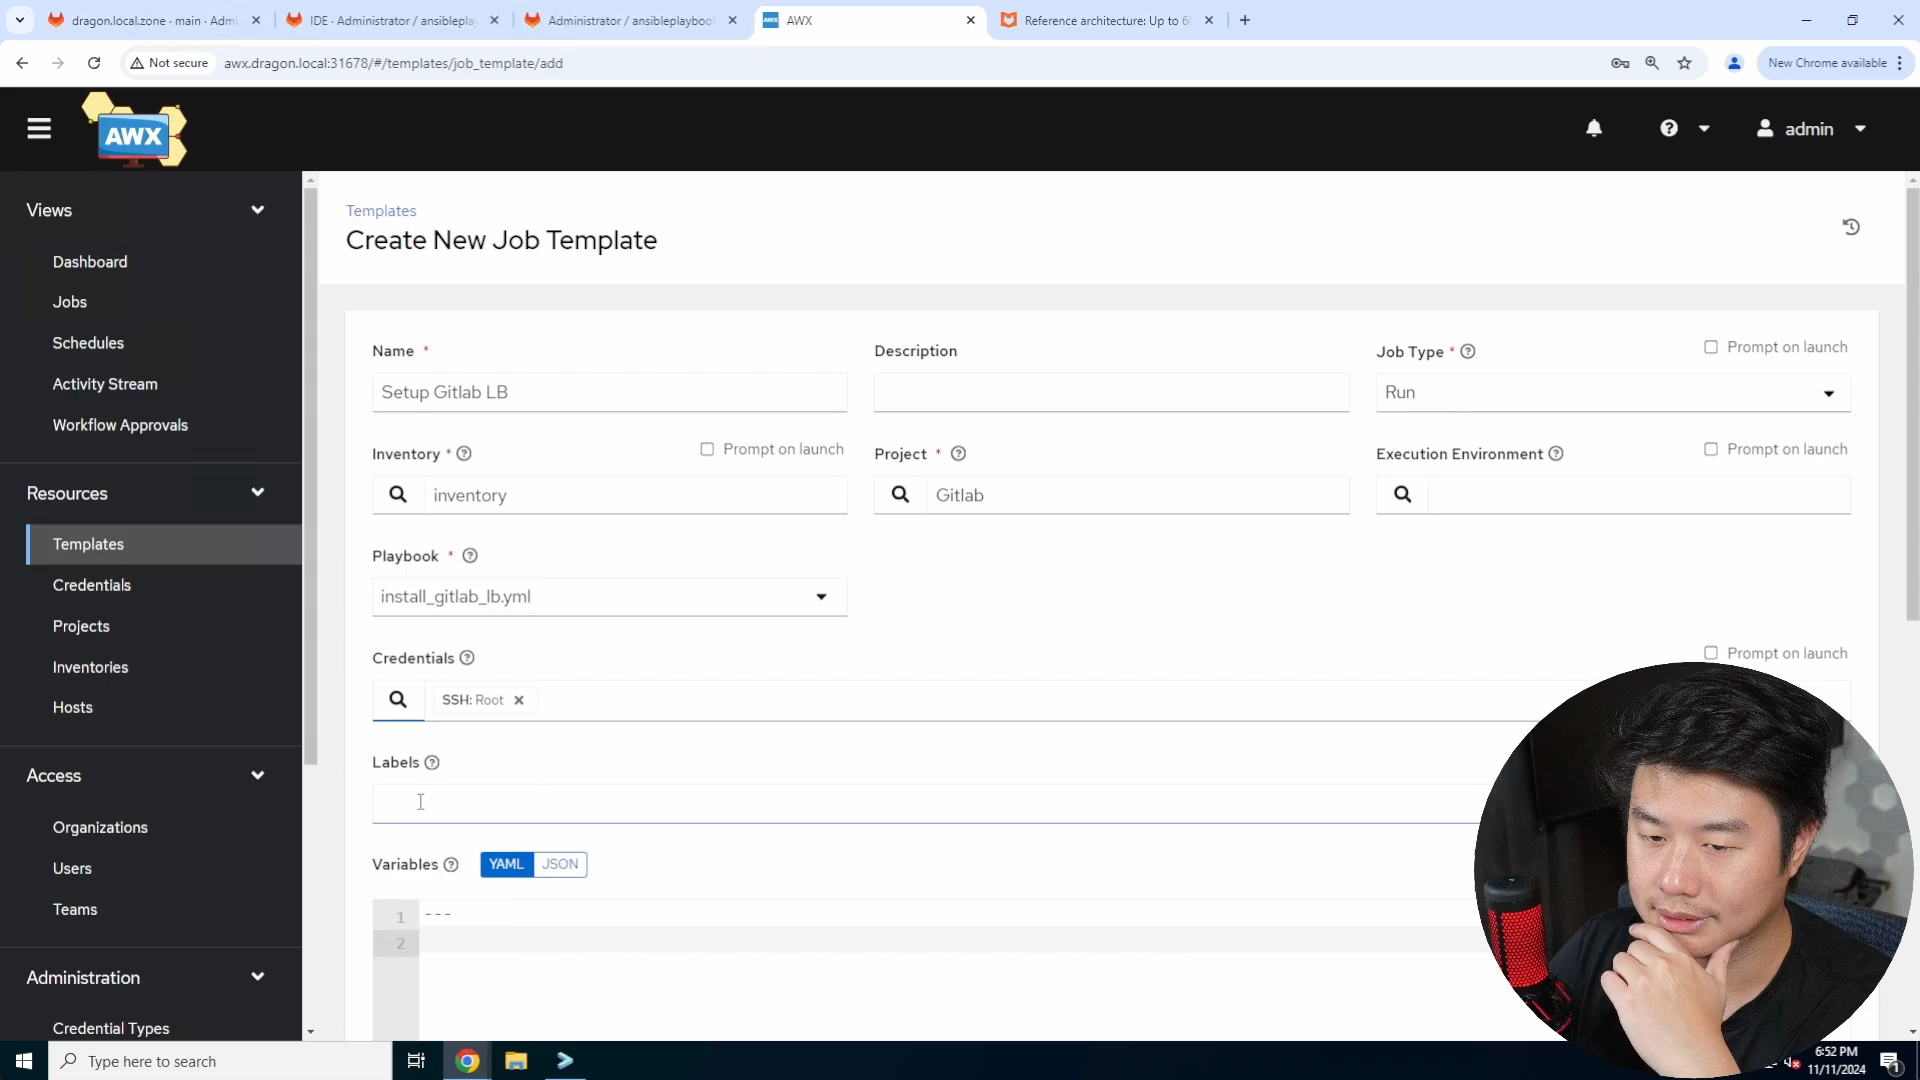 dragon.local.zone · main · Admi
IDE · Administrator / ansiblepla
Administrator / ansibleplayboo
AWX
Reference architecture: Up to 6
Not secure
awx.dragon.local:31678/#/templates/job_template/add
New Chrome available
AWX
admin
Views
Dashboard
Jobs
Schedules
Activity Stream
Workflow Approvals
Resources
Templates
Credentials
Projects
Inventories
Hosts
Access
Organizations
Users
Teams
Administration
Credential Types
Templates
Create New Job Template
Name *
Setup Gitlab LB
Description
Job Type *
Prompt on launch
Run
Inventory *
Prompt on launch
inventory
Project *
Gitlab
Execution Environment
Prompt on launch
Playbook *
install_gitlab_lb.yml
Credentials
Prompt on launch
SSH: Root
Labels
Variables YAML JSON
1 ---
2
Type here to search
6:52 PM
11/11/2024
1